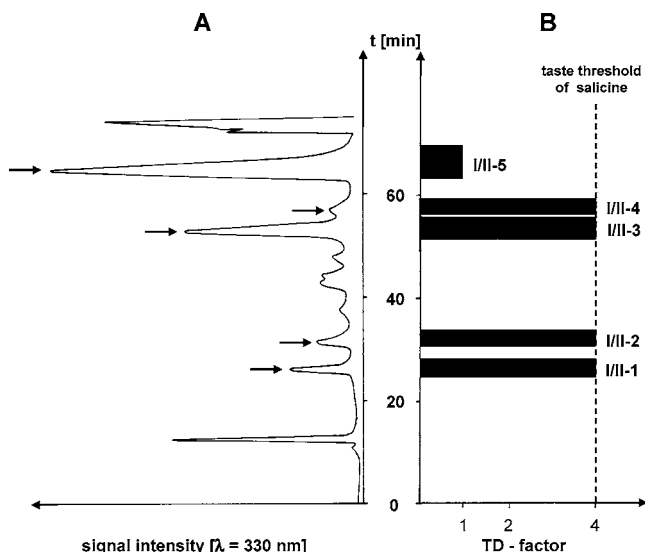 A
t [min]
B
taste threshold
of salicine
I/II-5
60
I/II-4
I/II-3
40
I/II-2
I/II-1
20
0
1 2 4
signal intensity [λ = 330 nm]
TD - factor